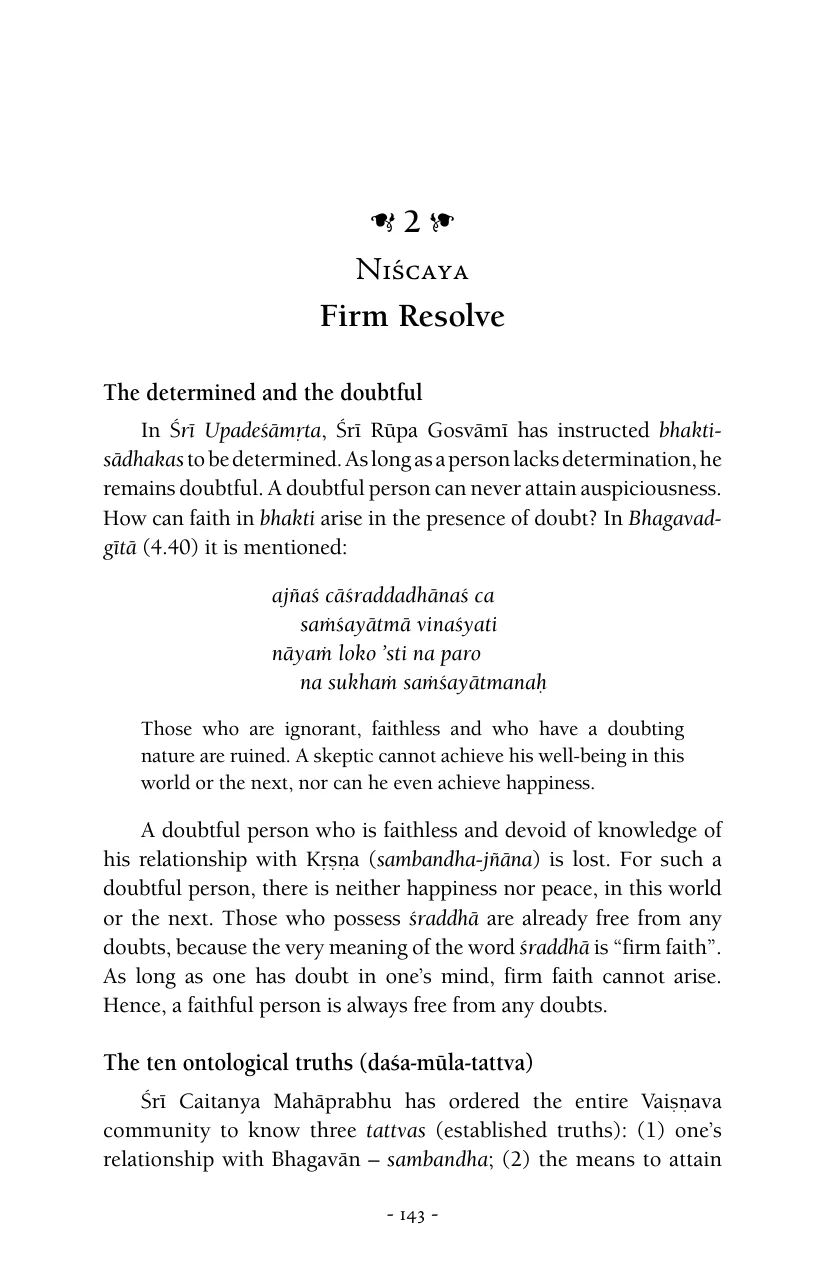 2
Niścaya
Firm Resolve
The determined and the doubtful
In Śrī Upadeśāmṛta, Śrī Rūpa Gosvāmī has instructed bhakti-
sādhakas to be determined. As long as a person lacks determination, he
remains doubtful. A doubtful person can never attain auspiciousness.
How can faith in bhakti arise in the presence of doubt? In Bhagavad-
gītā (4.40) it is mentioned:
ajñaś cāśraddadhānaś ca
saṁśayātmā vinaśyati
nāyaṁ loko ’sti na paro
na sukhaṁ saṁśayātmanaḥ
Those who are ignorant, faithless and who have a doubting
nature are ruined. A skeptic cannot achieve his well-being in this
world or the next, nor can he even achieve happiness.
A doubtful person who is faithless and devoid of knowledge of
his relationship with Kṛṣṇa (sambandha-jñāna) is lost. For such a
doubtful person, there is neither happiness nor peace, in this world
or the next. Those who possess śraddhā are already free from any
doubts, because the very meaning of the word śraddhā is “firm faith”.
As long as one has doubt in one’s mind, firm faith cannot arise.
Hence, a faithful person is always free from any doubts.
The ten ontological truths (daśa-mūla-tattva)
Śrī Caitanya Mahāprabhu has ordered the entire Vaiṣṇava
community to know three tattvas (established truths): (1) one’s
relationship with Bhagavān – sambandha; (2) the means to attain
- 143 -